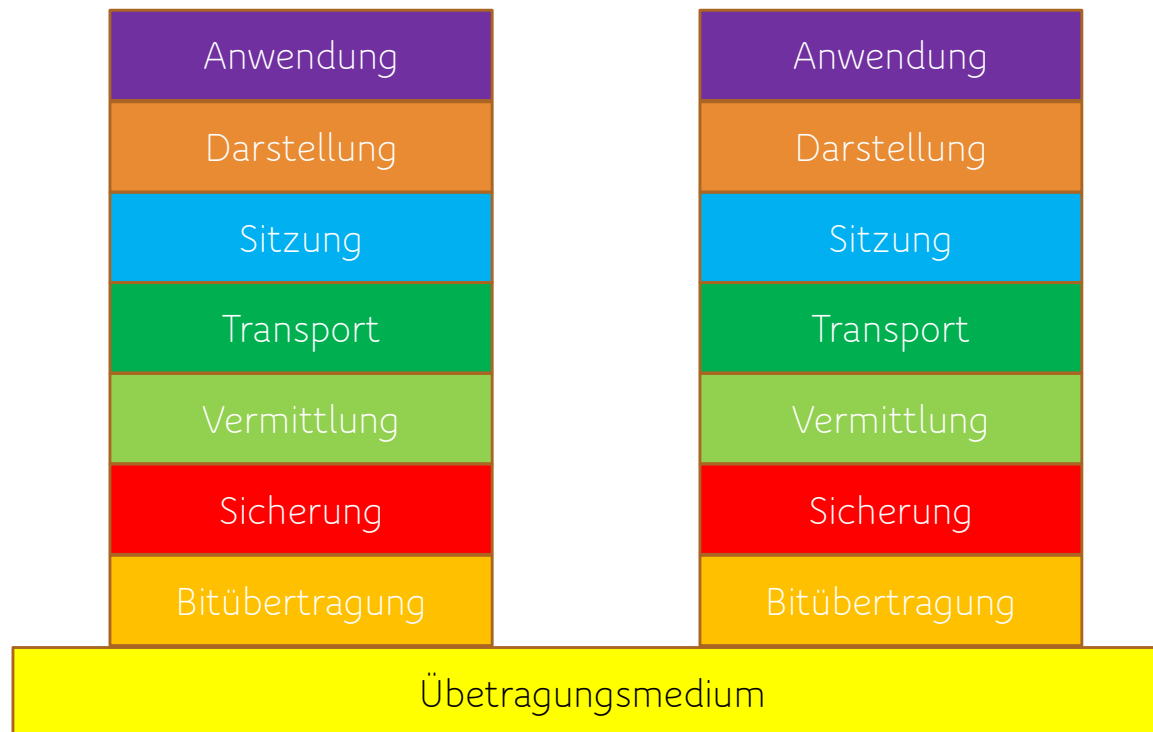 Anwendung
Darstellung
Sitzung
Transport
Vermittlung
Sicherung
Bitübertragung
Anwendung
Darstellung
Sitzung
Transport
Vermittlung
Sicherung
Bitübertragung
Übetragungsmedium